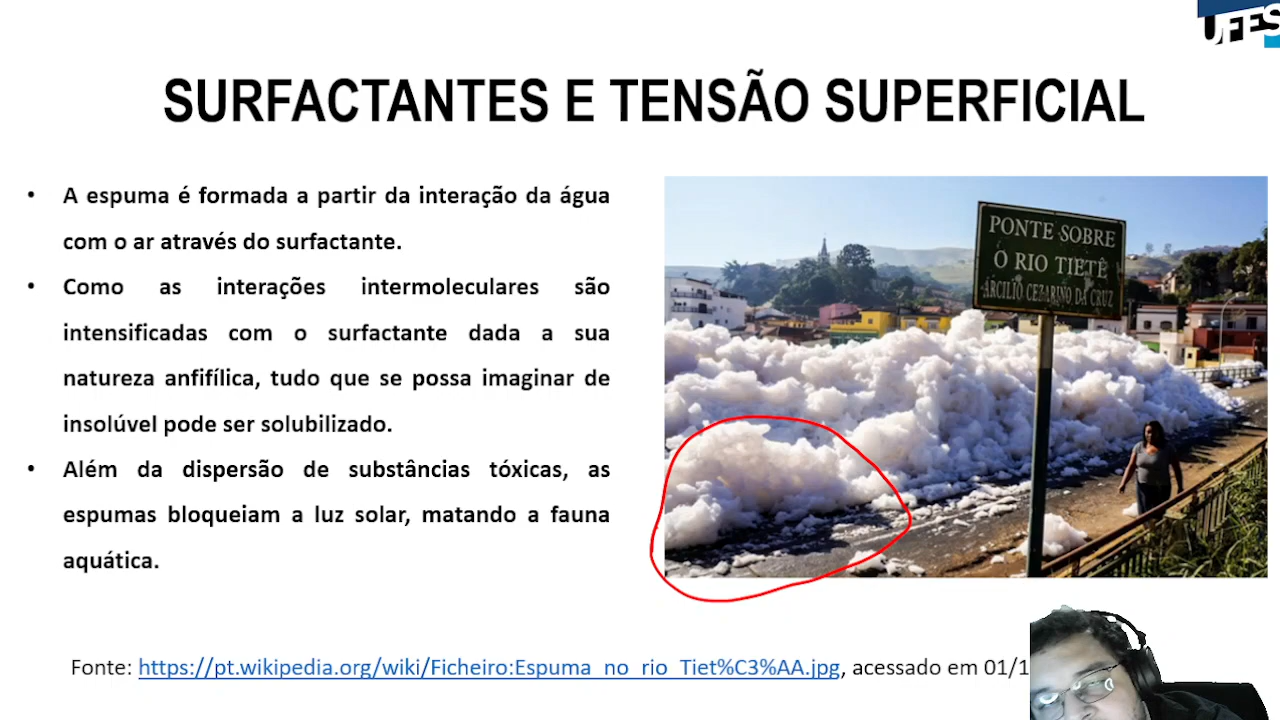 UFES
SURFACTANTES E TENSÃO SUPERFICIAL
• A espuma é formada a partir da interação da água
com o ar através do surfactante.
• Como as interações intermoleculares são
intensificadas com o surfactante dada a sua
natureza anfifílica, tudo que se possa imaginar de
insolúvel pode ser solubilizado.
• Além da dispersão de substâncias tóxicas, as
espumas bloqueiam a luz solar, matando a fauna
aquática.
PONTE SOBRE
O RIO TIETÊ
ARCILIO CEZARINO DA CRUZ
Fonte: https://pt.wikipedia.org/wiki/Ficheiro:Espuma_no_rio_Tiet%C3%AA.jpg, acessado em 01/1